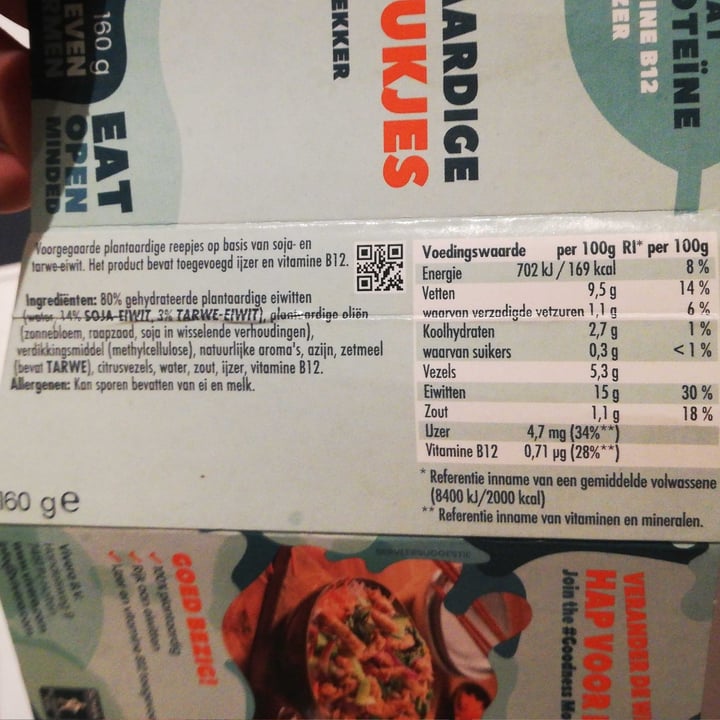 160 g
EVEN
EAT
OPEN
MINDED
EKKER
AARDIGE
UKJES
OTEÏNE
INE B12
ZER
Voorgegaarde plantaardige reepjes op basis van soja- en
tarwe-eiwit. Het product bevat toegevoegd ijzer en vitamine B12.
Ingrediënten: 80% gehydrateerde plantaardige eiwitten
(water, 14% SOJA-EIWIT, 3% TARWE-EIWIT), plantaardige oliën
(zonnebloem, raapzaad, soja in wisselende verhoudingen),
verdikkingsmiddel (methylcellulose), natuurlijke aroma's, azijn, zetmeel
(bevat TARWE), citrusvezels, water, zout, ijzer, vitamine B12.
Allergenen: Kan sporen bevatten van ei en melk.
160 g e
Voedingswaarde per 100g RI* per 100g
Energie 702 kJ / 169 kcal 8 %
Vetten 9,5 g 14 %
waarvan verzadigde vetzuren 1,1 g 6 %
Koolhydraten 2,7 g 1 %
waarvan suikers 0,3 g < 1 %
Vezels 5,3 g
Eiwitten 15 g 30 %
Zout 1,1 g 18 %
IJzer 4,7 mg (34%**)
Vitamine B12 0,71 µg (28%**)
* Referentie inname van een gemiddelde volwassene
(8400 kJ/2000 kcal)
** Referentie inname van vitaminen en mineralen.
SERVEERSUGGESTIE
GOED BEZIG!
100% plantaardig
Rijk aan eiwitten
VERANDER DE W
HAP VOOR
Join the #Goodness M